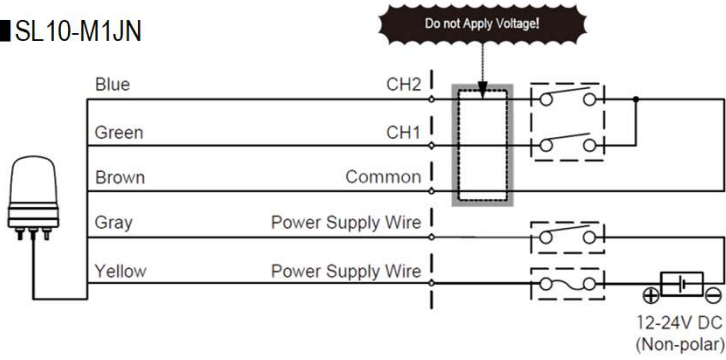 Do not Apply Voltage!
■SL10-M1JN
Blue CH2
Green CH1
Brown Common
Gray Power Supply Wire
Yellow Power Supply Wire
12-24V DC
(Non-polar)